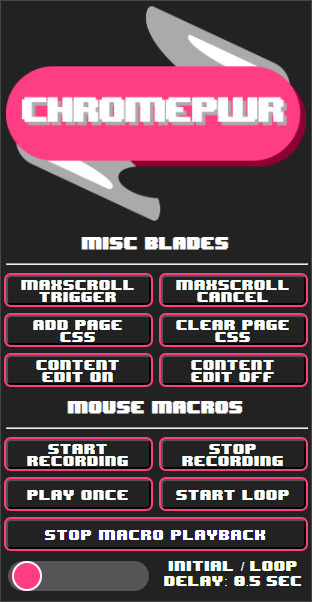 CHROMEPWR
MISC BLADES
MAXSCROLL
TRIGGER
MAXSCROLL
CANCEL
ADD PAGE
CSS
CLEAR PAGE
CSS
CONTENT
EDIT ON
CONTENT
EDIT OFF
MOUSE MACROS
START
RECORDING
STOP
RECORDING
PLAY ONCE
START LOOP
STOP MACRO PLAYBACK
INITIAL / LOOP
DELAY: 0.5 SEC